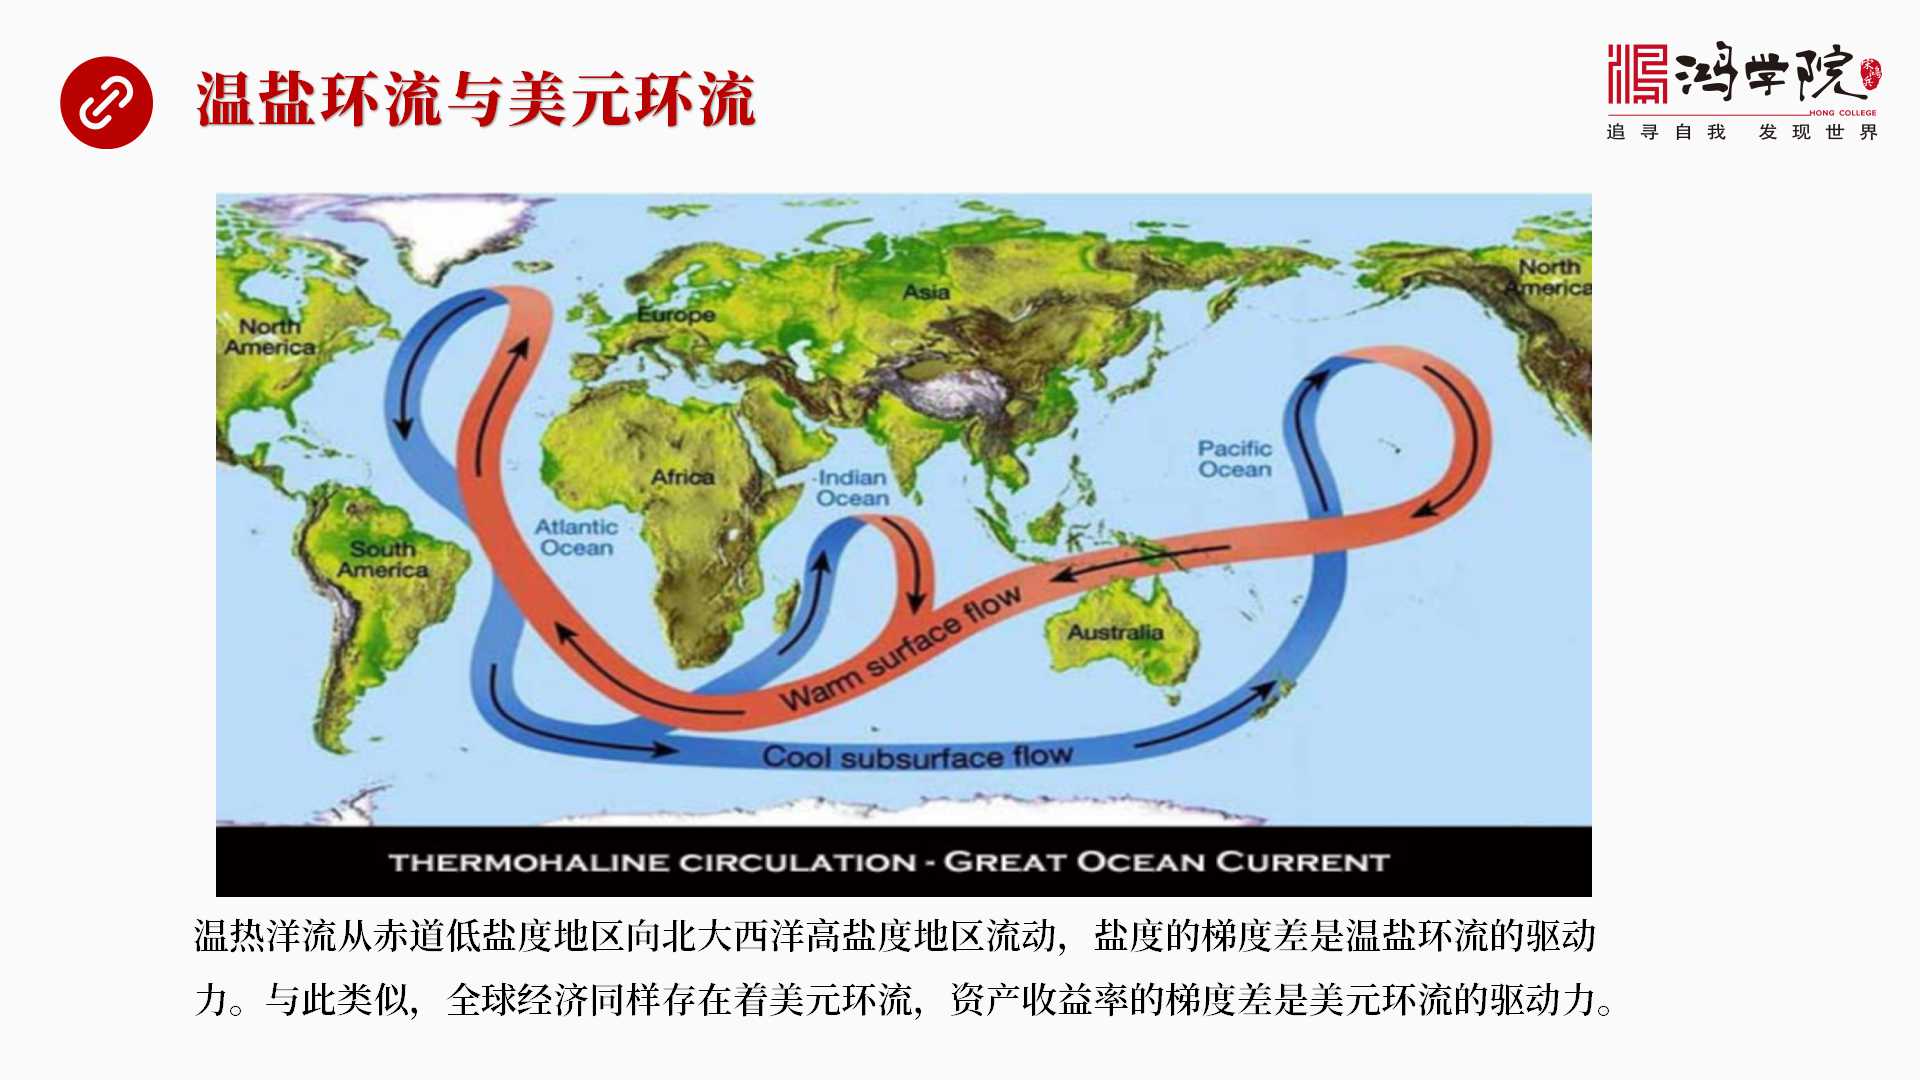 温盐环流与美元环流
鸿学院
宋鸿兵
HONG COLLEGE
追寻自我 发现世界
North
America
Asia
Europe
North
America
Pacific
Ocean
Africa
Indian
Ocean
Atlantic
Ocean
South
America
Australia
Warm surface flow
Cool subsurface flow
THERMOHALINE CIRCULATION - GREAT OCEAN CURRENT
温热洋流从赤道低盐度地区向北大西洋高盐度地区流动，盐度的梯度差是温盐环流的驱动
力。与此类似，全球经济同样存在着美元环流，资产收益率的梯度差是美元环流的驱动力。